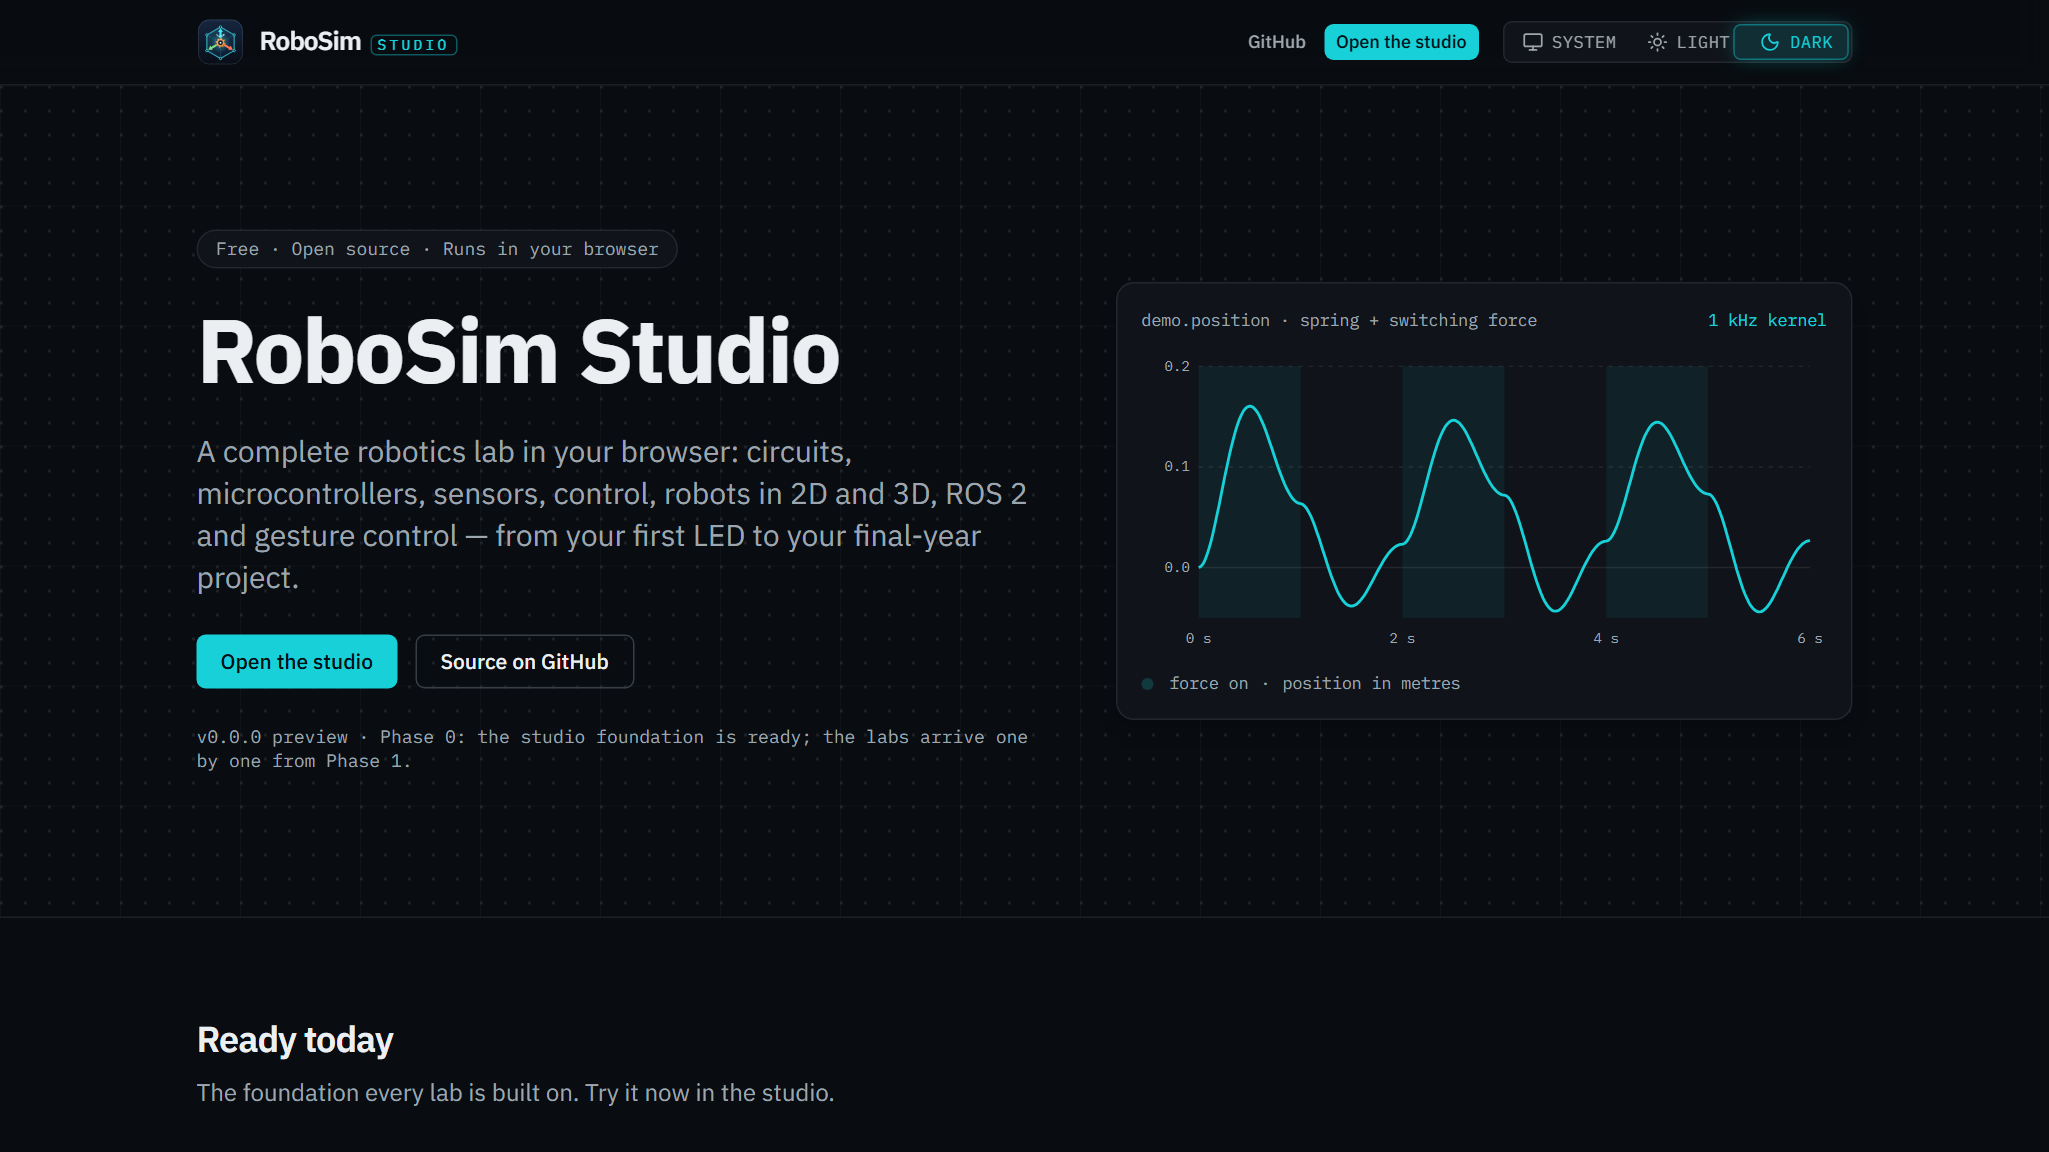 RoboSim STUDIO
GitHub
Open the studio
SYSTEM
LIGHT
DARK
Free · Open source · Runs in your browser
RoboSim Studio
A complete robotics lab in your browser: circuits,
microcontrollers, sensors, control, robots in 2D and 3D, ROS 2
and gesture control — from your first LED to your final-year
project.
Open the studio
Source on GitHub
v0.0.0 preview · Phase 0: the studio foundation is ready; the labs arrive one
by one from Phase 1.
demo.position · spring + switching force
1 kHz kernel
0.2
0.1
0.0
0 s
2 s
4 s
6 s
force on · position in metres
Ready today
The foundation every lab is built on. Try it now in the studio.